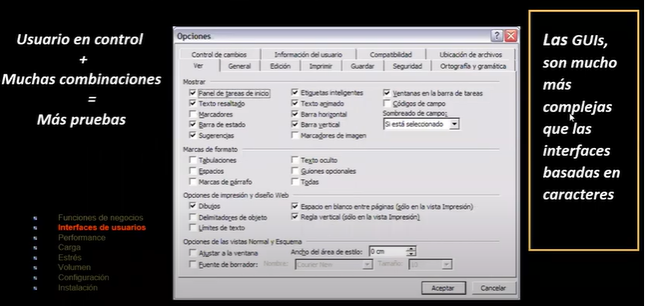 Usuario en control
+
Muchas combinaciones
=
Más pruebas
Funciones de negocios
Interfaces de usuarios
Performance
Carga
Estrés
Volumen
Configuración
Instalación
Opciones
Control de cambios Información del usuario Compatibilidad Ubicación de archivos
Ver General Edición Imprimir Guardar Seguridad Ortografía y gramática
Mostrar
Panel de tareas de inicio Etiquetas inteligentes Ventanas en la barra de tareas
Texto resaltado Texto animado Códigos de campo
Marcadores Barra horizontal Sombreado de campo:
Barra de estado Barra vertical Si está seleccionado
Sugerencias Marcadores de imagen
Marcas de formato
Tabulaciones Texto oculto
Espacios Guiones opcionales
Marcas de párrafo Todas
Opciones de impresión y diseño Web
Dibujos Espacio en blanco entre páginas (sólo en la vista Impresión)
Delimitadores de objeto Regla vertical (sólo en la vista Impresión)
Límites de texto
Opciones de las vistas Normal y Esquema
Ajustar a la ventana Ancho del área de estilo: 0 cm
Fuente de borrador: Nombre: Courier New Tamaño: 10
Aceptar Cancelar
Las GUIs,
son mucho
más
complejas
que las
interfaces
basadas en
caracteres